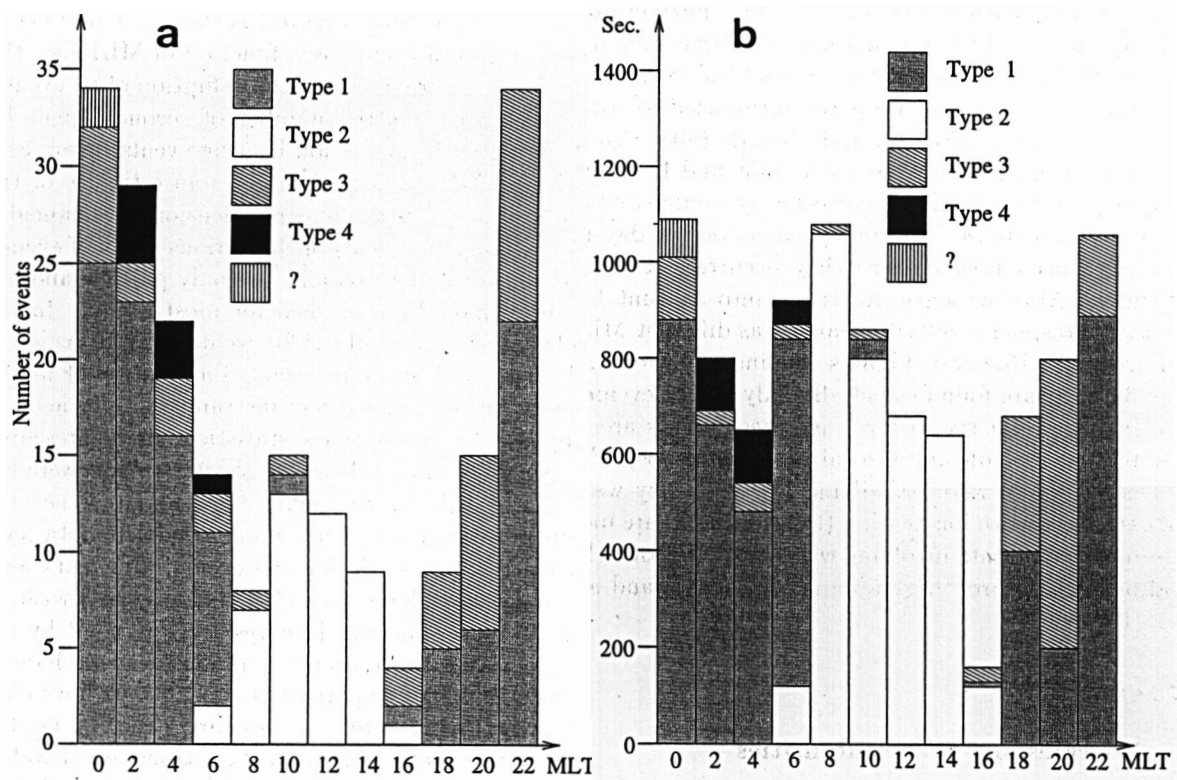 a
35
30
25
20
15
10
5
0
Number of events
Type 1
Type 2
Type 3
Type 4
?
0 2 4 6 8 10 12 14 16 18 20 22 MLT
b
Sec.
1400
1200
1000
800
600
400
200
0
Type 1
Type 2
Type 3
Type 4
?
0 2 4 6 8 10 12 14 16 18 20 22 MLT